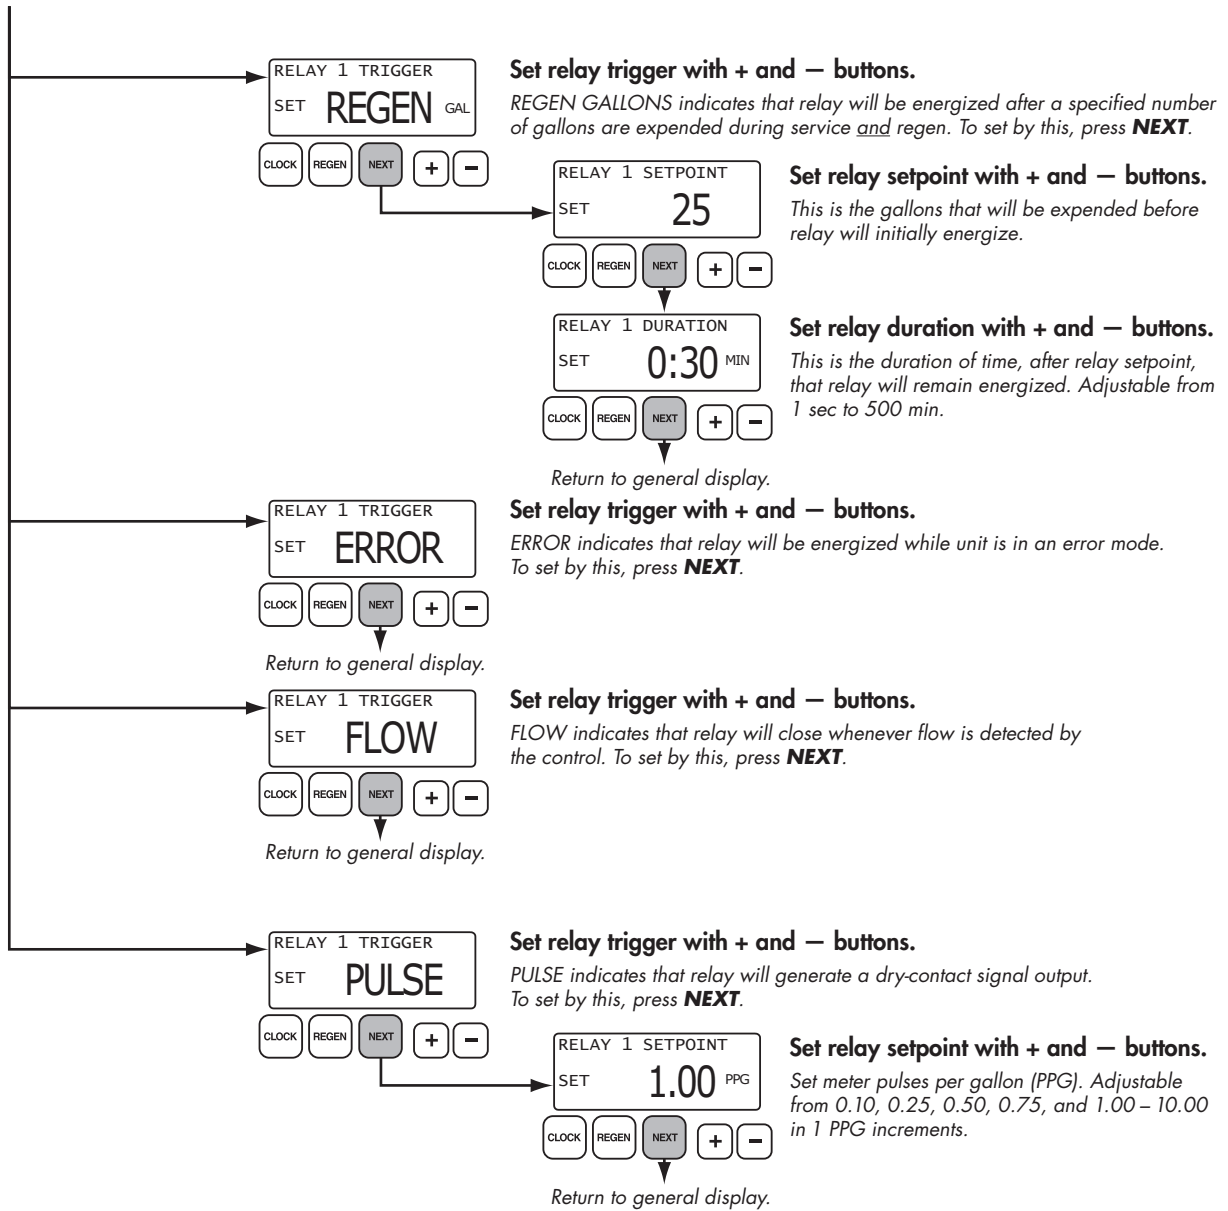 RELAY 1 TRIGGER
SET REGEN GAL
CLOCK REGEN NEXT + −
Set relay trigger with + and — buttons.
REGEN GALLONS indicates that relay will be energized after a specified number
of gallons are expended during service and regen. To set by this, press NEXT.
RELAY 1 SETPOINT
SET 25
CLOCK REGEN NEXT + −
Set relay setpoint with + and — buttons.
This is the gallons that will be expended before
relay will initially energize.
RELAY 1 DURATION
SET 0:30 MIN
CLOCK REGEN NEXT + −
Set relay duration with + and — buttons.
This is the duration of time, after relay setpoint,
that relay will remain energized. Adjustable from
1 sec to 500 min.
Return to general display.
RELAY 1 TRIGGER
SET ERROR
CLOCK REGEN NEXT + −
Set relay trigger with + and — buttons.
ERROR indicates that relay will be energized while unit is in an error mode.
To set by this, press NEXT.
Return to general display.
RELAY 1 TRIGGER
SET FLOW
CLOCK REGEN NEXT + −
Set relay trigger with + and — buttons.
FLOW indicates that relay will close whenever flow is detected by
the control. To set by this, press NEXT.
Return to general display.
RELAY 1 TRIGGER
SET PULSE
CLOCK REGEN NEXT + −
Set relay trigger with + and — buttons.
PULSE indicates that relay will generate a dry-contact signal output.
To set by this, press NEXT.
RELAY 1 SETPOINT
SET 1.00 PPG
CLOCK REGEN NEXT + −
Set relay setpoint with + and — buttons.
Set meter pulses per gallon (PPG). Adjustable
from 0.10, 0.25, 0.50, 0.75, and 1.00 – 10.00
in 1 PPG increments.
Return to general display.